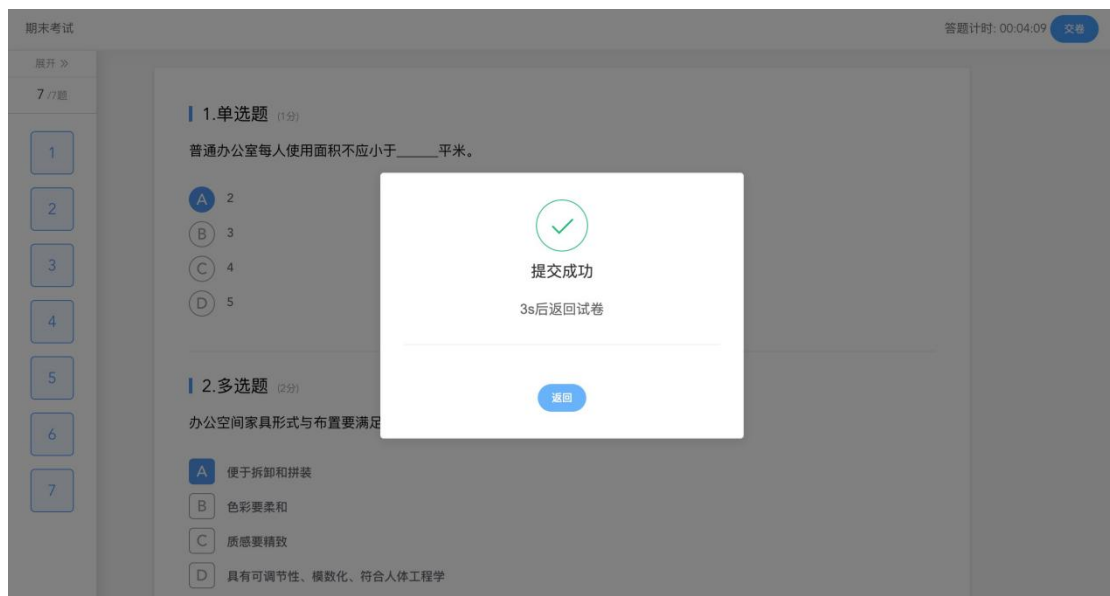 期末考试
答题计时: 00:04:09 交卷
展开 »
7 /7题
1
2
3
4
5
6
7
1.单选题 (1分)
普通办公室每人使用面积不应小于_____平米。
A 2
B 3
C 4
D 5
提交成功
3s后返回试卷
返回
2.多选题 (2分)
办公空间家具形式与布置要满足
A 便于拆卸和拼装
B 色彩要柔和
C 质感要精致
D 具有可调节性、模数化、符合人体工程学